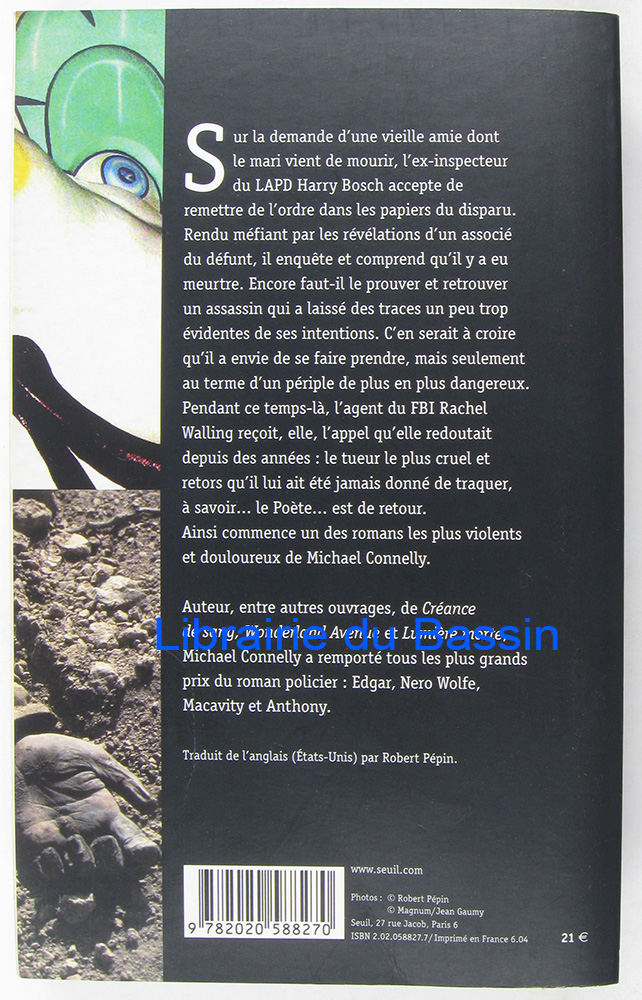 Sur la demande d'une vieille amie dont
le mari vient de mourir, l'ex-inspecteur
du LAPD Harry Bosch accepte de
remettre de l'ordre dans les papiers du disparu.
Rendu méfiant par les révélations d'un associé
du défunt, il enquête et comprend qu'il y a eu
meurtre. Encore faut-il le prouver et retrouver
un assassin qui a laissé des traces un peu trop
évidentes de ses intentions. C'en serait à croire
qu'il a envie de se faire prendre, mais seulement
au terme d'un périple de plus en plus dangereux.
Pendant ce temps-là, l'agent du FBI Rachel
Walling reçoit, elle, l'appel qu'elle redoutait
depuis des années : le tueur le plus cruel et
retors qu'il lui ait été jamais donné de traquer,
à savoir... le Poète... est de retour.
Ainsi commence un des romans les plus violents
et douloureux de Michael Connelly.
Auteur, entre autres ouvrages, de Créance
de sang, Wonderland Avenue et Lumière morte,
Librairie du Bassin
Michael Connelly a remporté tous les plus grands
prix du roman policier : Edgar, Nero Wolfe,
Macavity et Anthony.
Traduit de l'anglais (États-Unis) par Robert Pépin.
www.seuil.com
Photos : © Robert Pépin
© Magnum/Jean Gaumy
Seuil, 27 rue Jacob, Paris 6
ISBN 2.02.058827.7/Imprimé en France 6.04
21 €
9 782020 588270